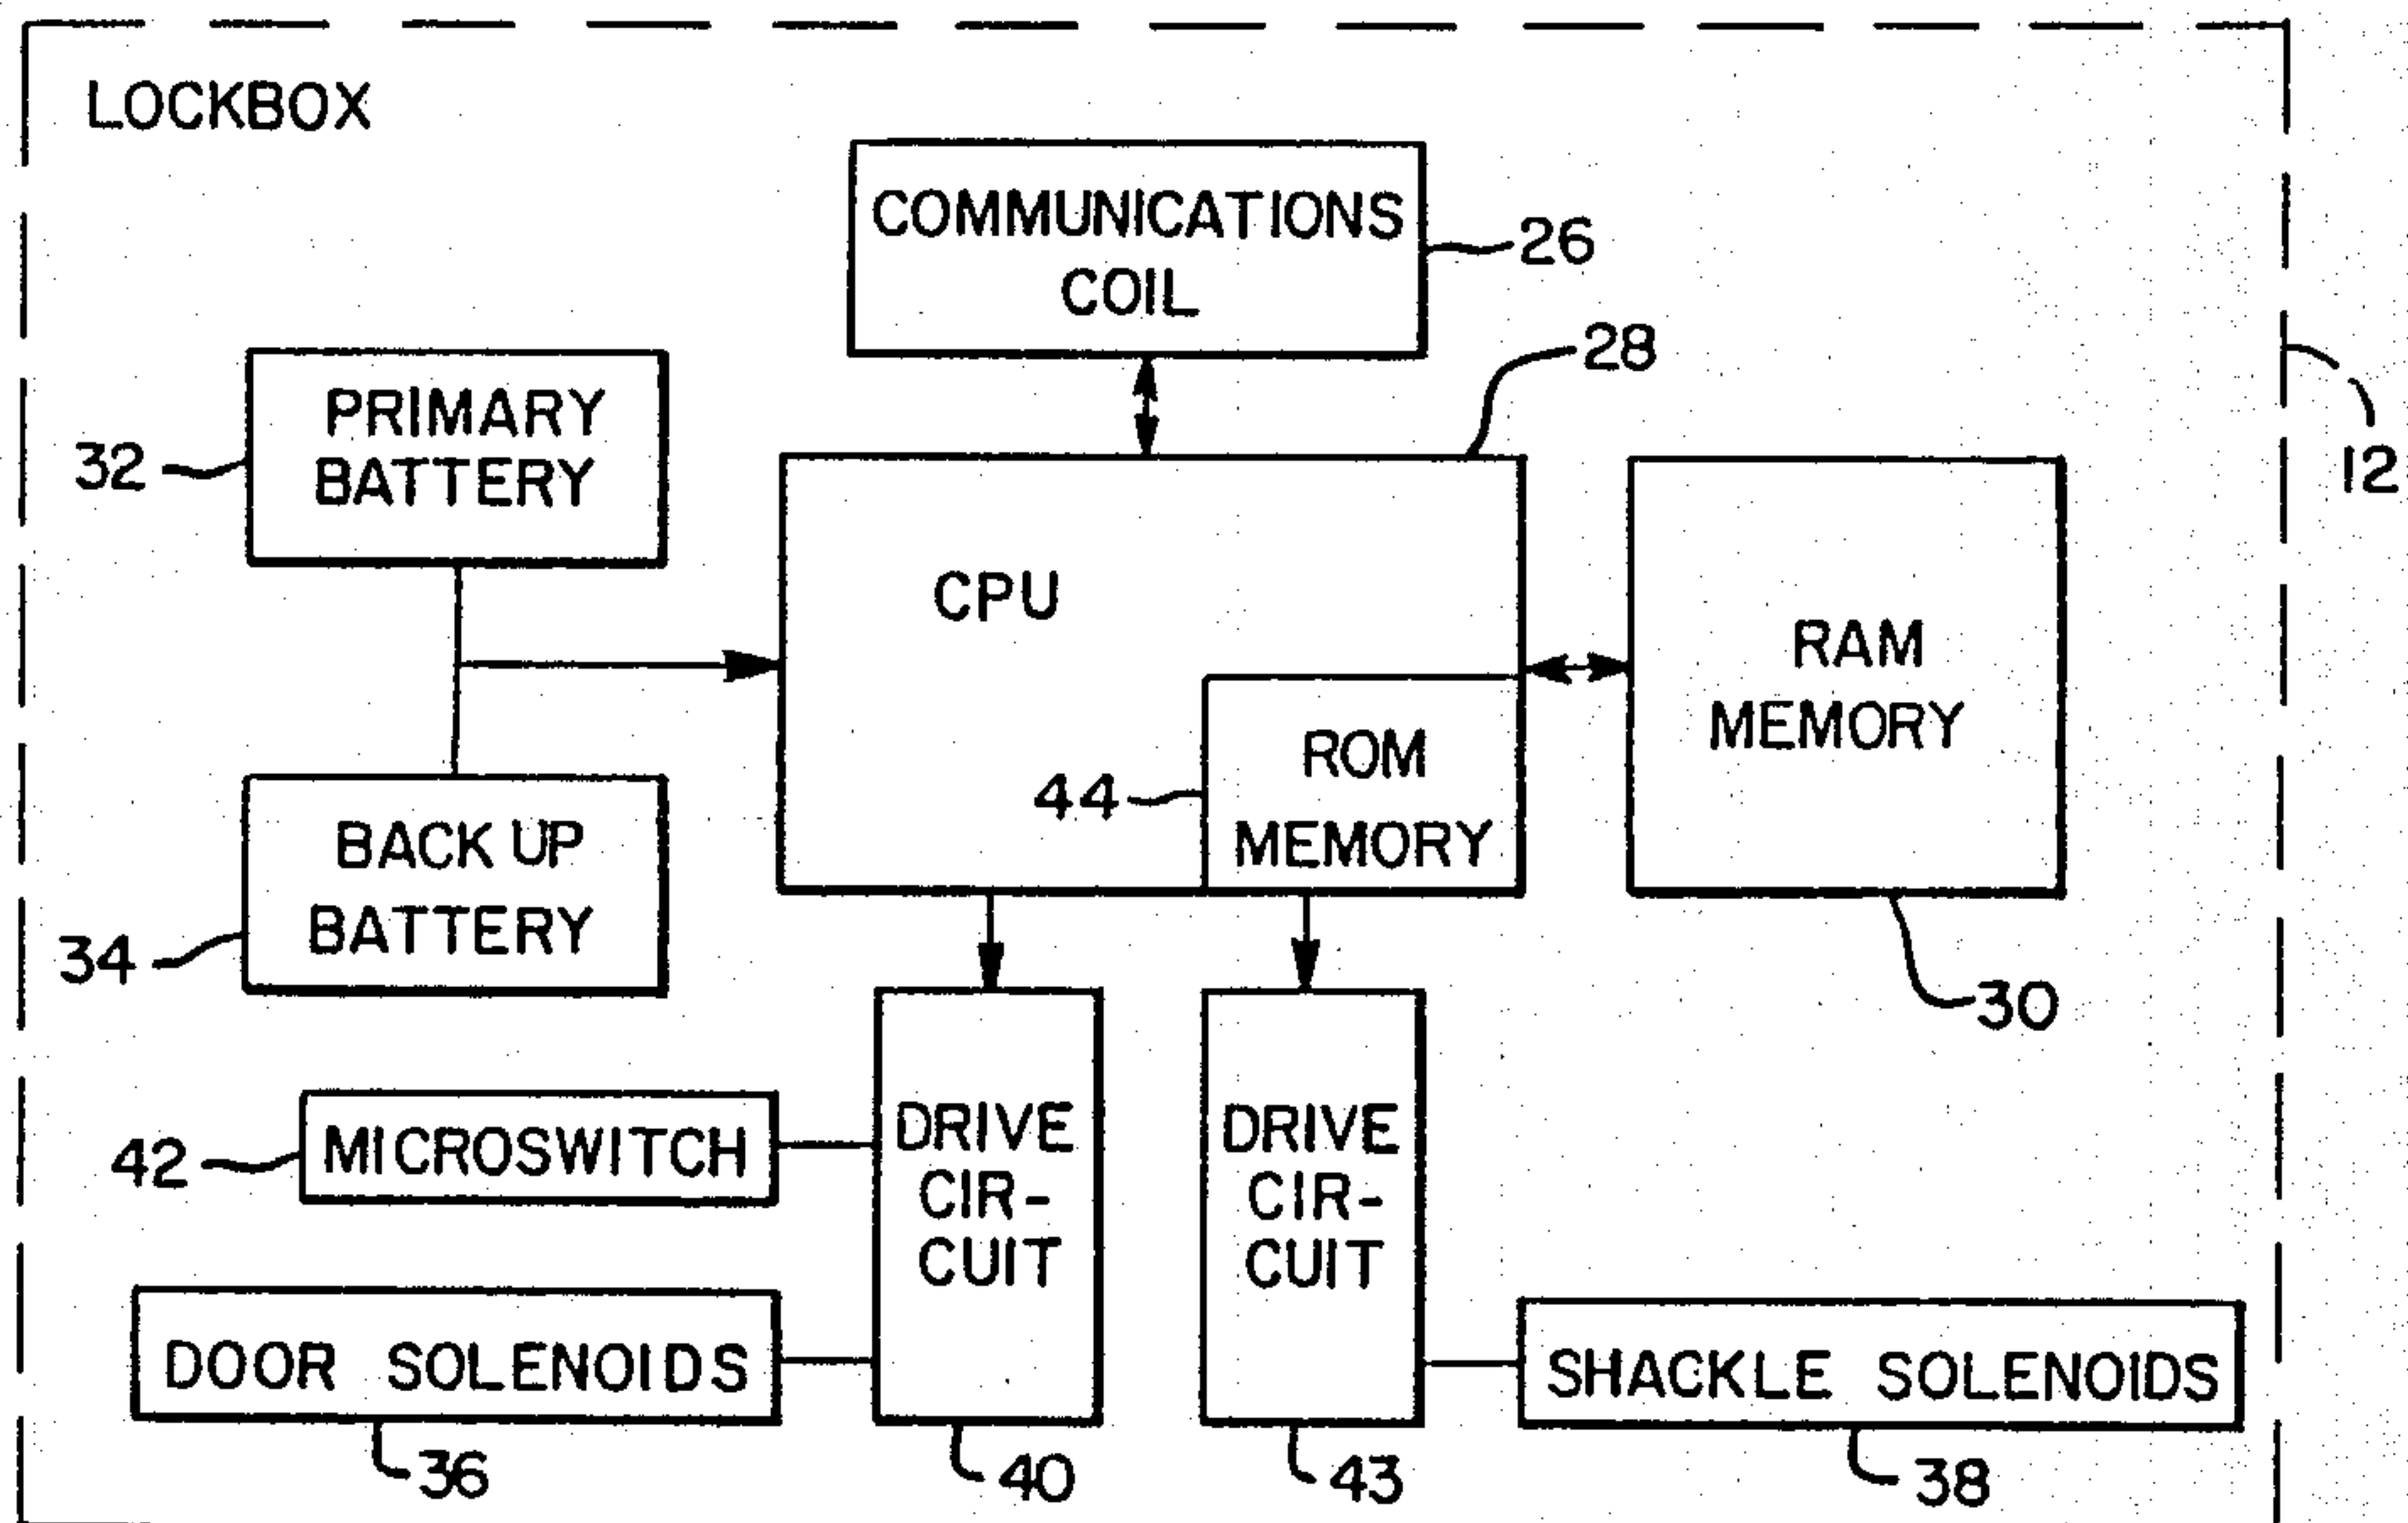 LOCKBOX
COMMUNICATIONS
COIL
26
28
12
PRIMARY
BATTERY
32
CPU
RAM
MEMORY
30
ROM
MEMORY
44
BACK UP
BATTERY
34
MICROSWITCH
42
DRIVE
CIR-
CUIT
40
DRIVE
CIR-
CUIT
43
DOOR SOLENOIDS
36
SHACKLE SOLENOIDS
38